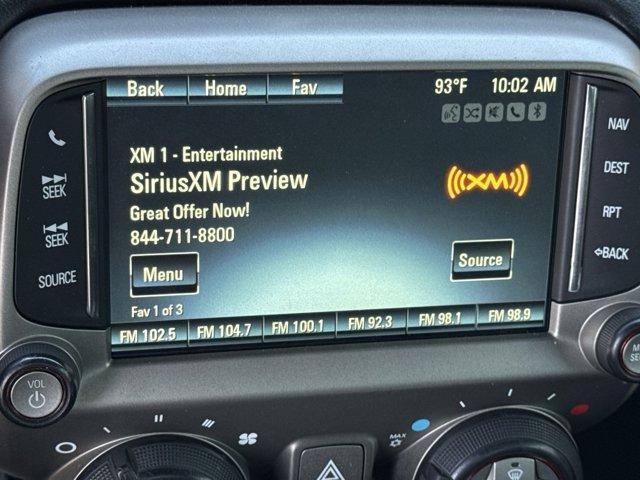 Back Home Fav 93°F 10:02 AM
XM 1 - Entertainment
SiriusXM Preview
((XM))
Great Offer Now!
844-711-8800
Menu
Source
Fav 1 of 3
FM 102.5 FM 104.7 FM 100.1 FM 92.3 FM 98.1 FM 98.9
SEEK
SEEK
SOURCE
NAV
DEST
RPT
BACK
VOL
MAX